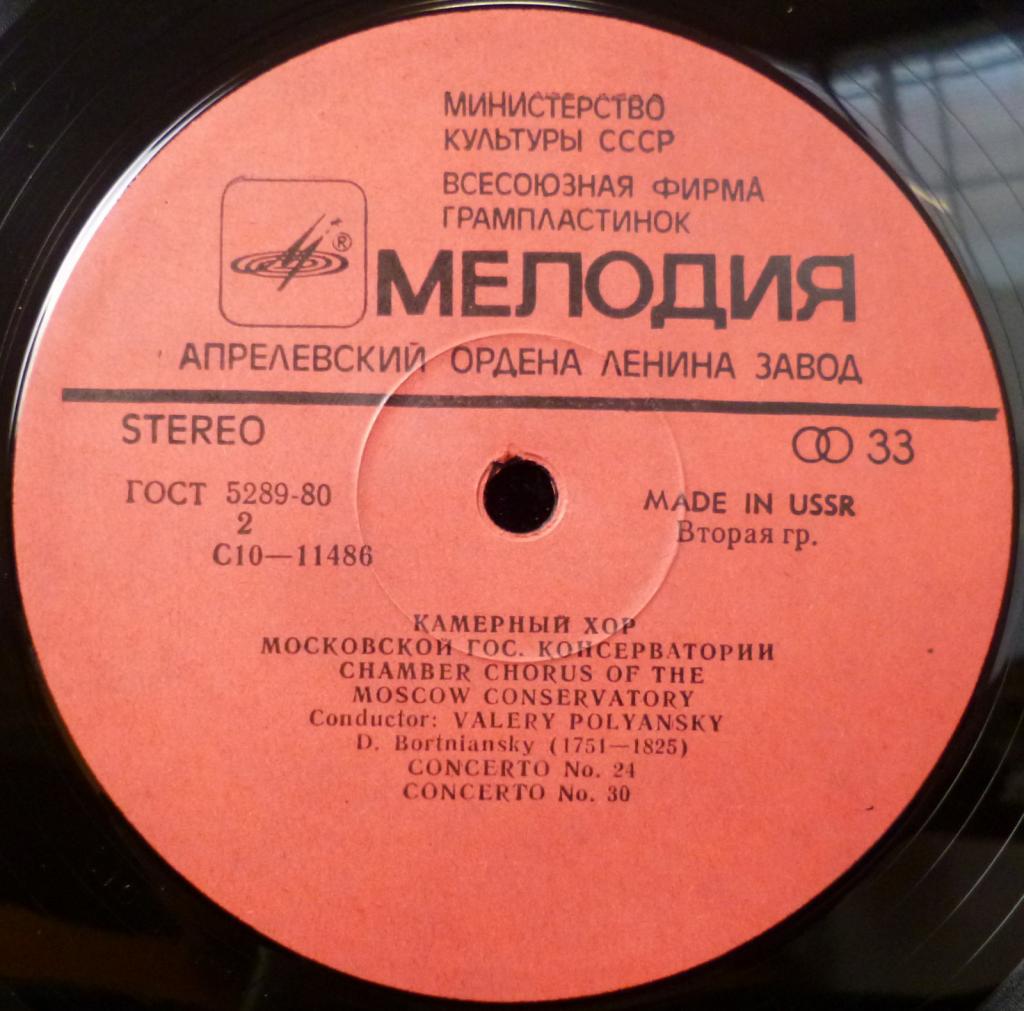 МИНИСТЕРСТВО
КУЛЬТУРЫ СССР
ВСЕСОЮЗНАЯ ФИРМА
ГРАМПЛАСТИНОК
®
МЕЛОДИЯ
АПРЕЛЕВСКИЙ ОРДЕНА ЛЕНИНА ЗАВОД
STEREO
33
ГОСТ 5289-80
MADE IN USSR
2
Вторая гр.
С10—11486
КАМЕРНЫЙ ХОР
МОСКОВСКОЙ ГОС. КОНСЕРВАТОРИИ
CHAMBER CHORUS OF THE
MOSCOW CONSERVATORY
Conductor: VALERY POLYANSKY
D. Bortniansky (1751—1825)
CONCERTO No. 24
CONCERTO No. 30